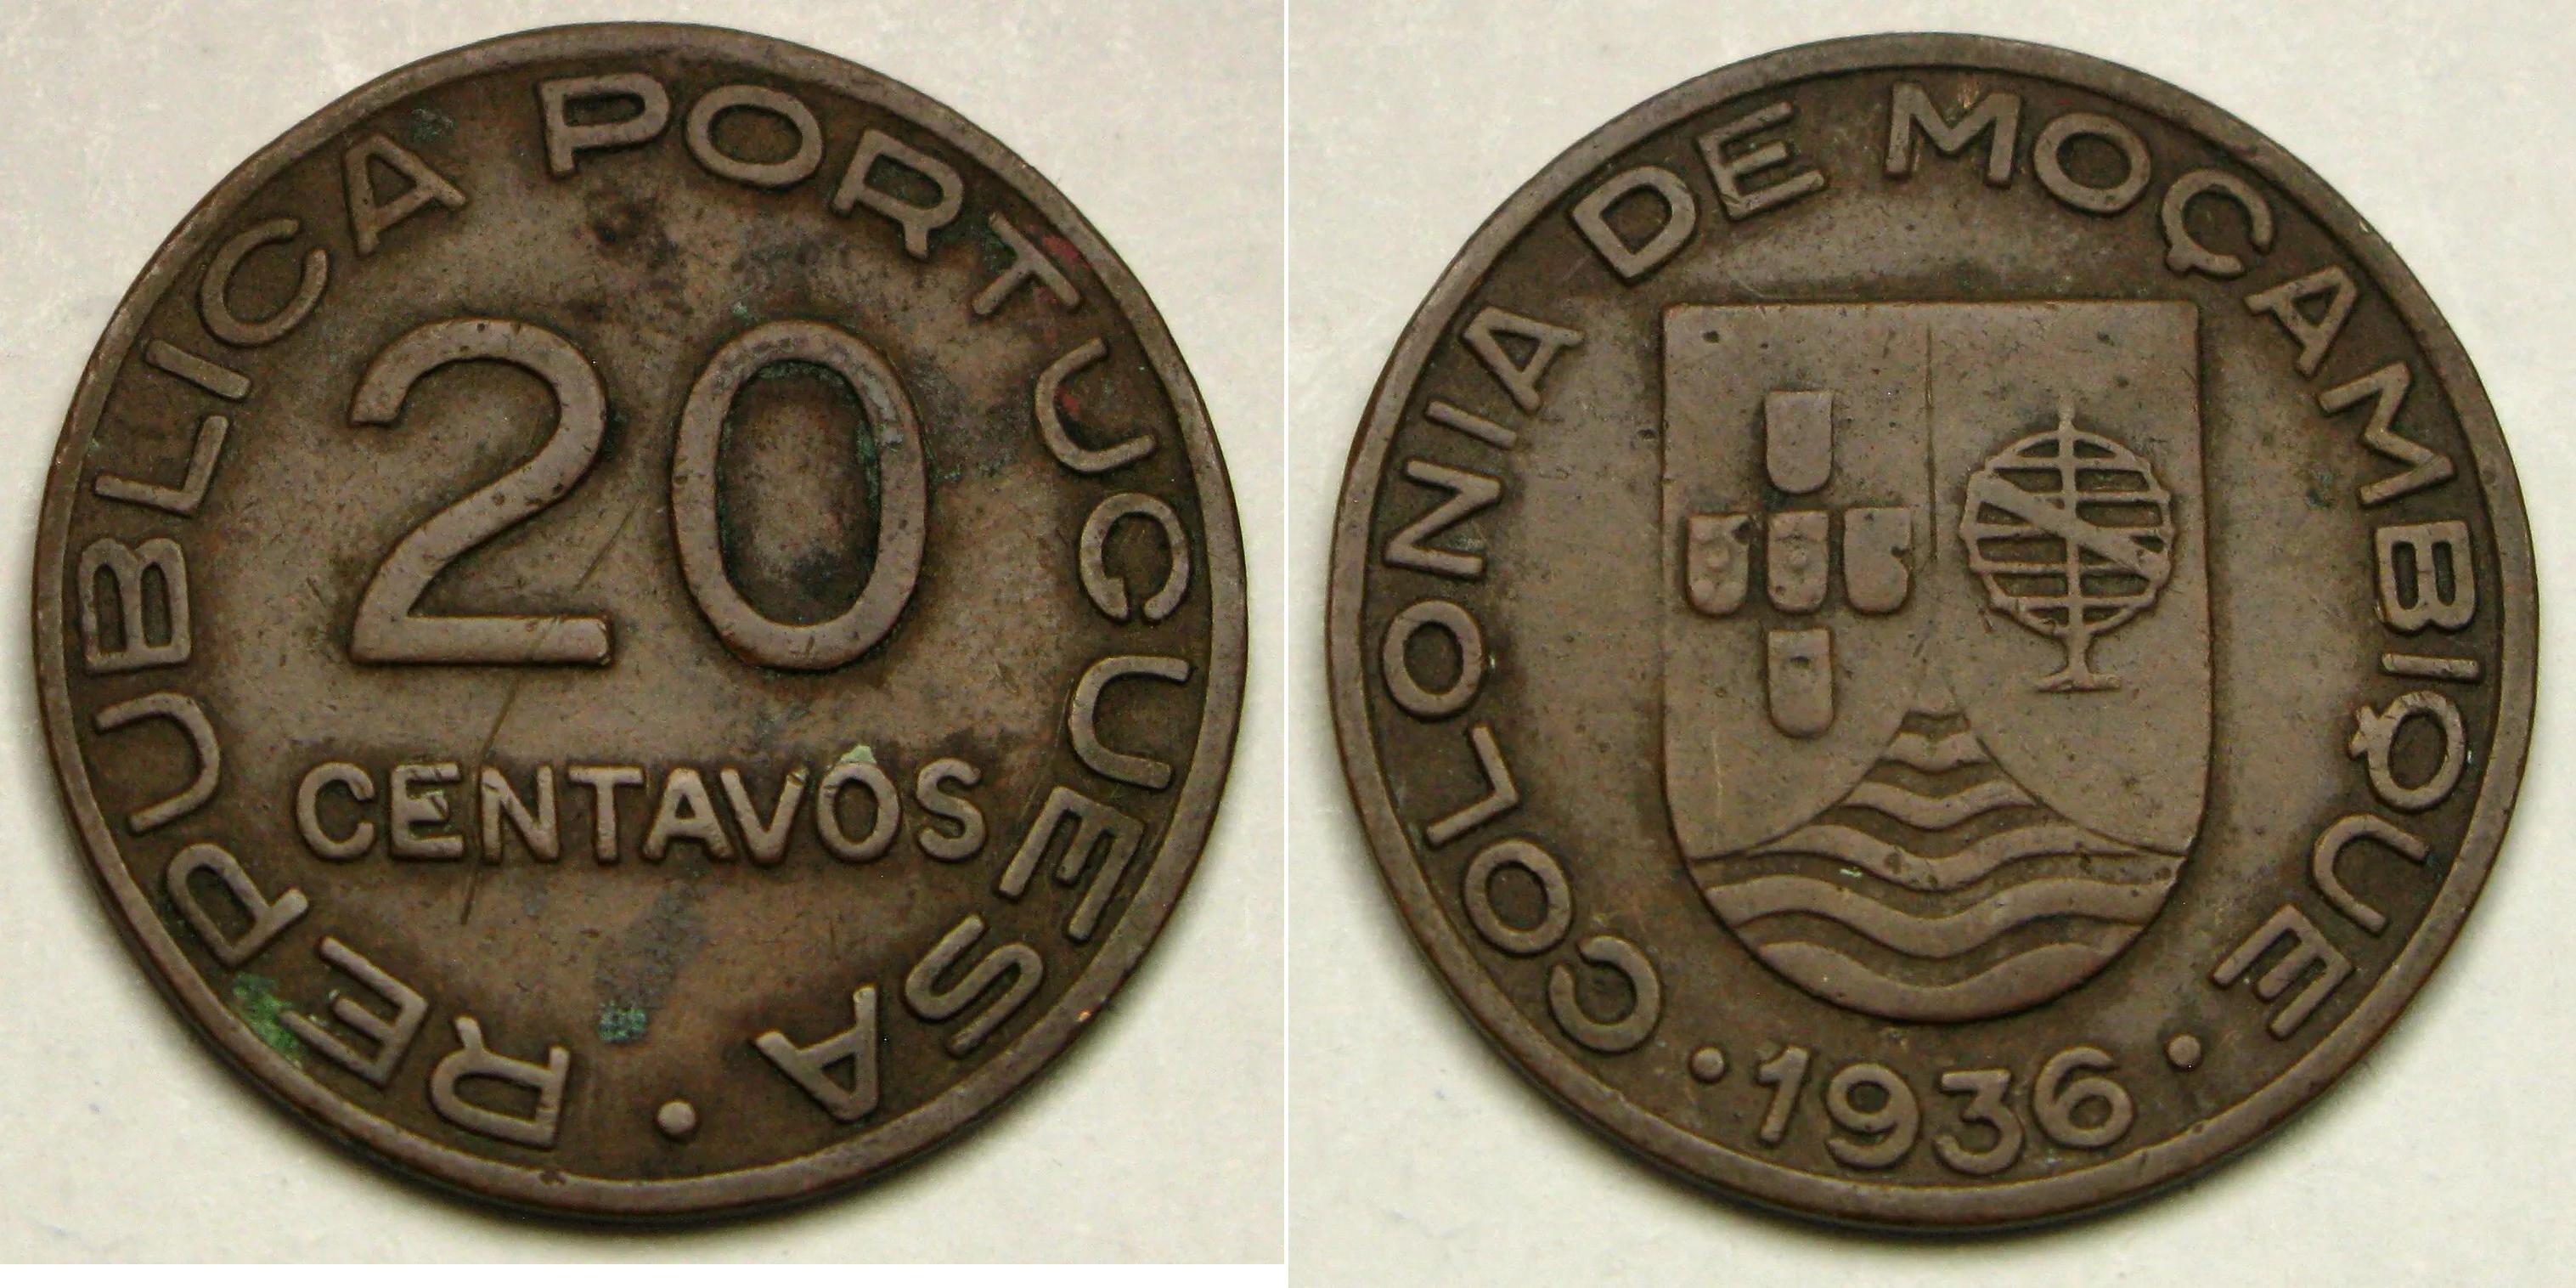 REPUBLICA PORTUGUESA
20
CENTAVOS
COLONIA DE MOÇAMBIQUE
1936